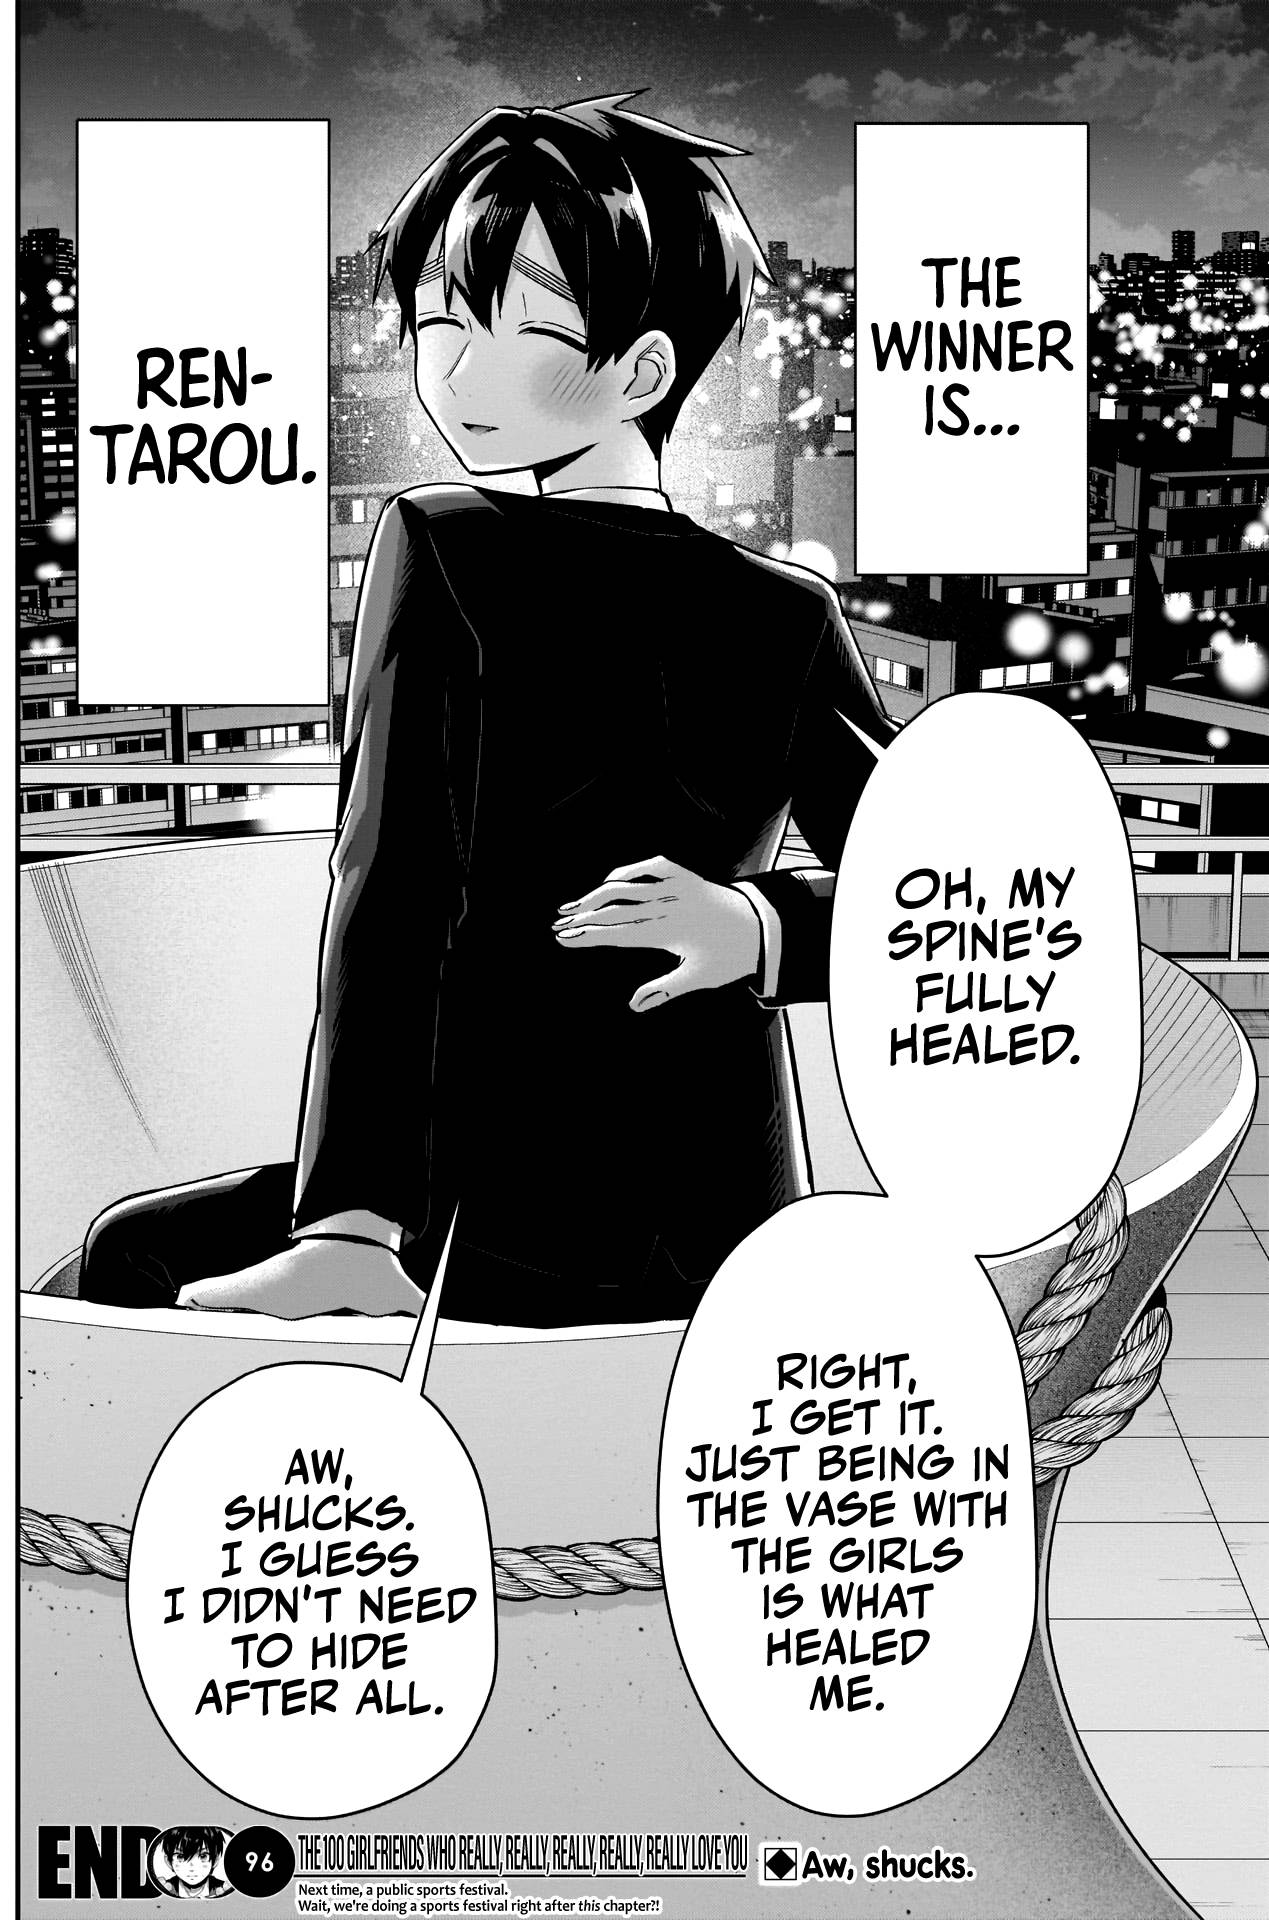 THE
WINNER
IS...
REN-
TAROU.
OH, MY
SPINE'S
FULLY
HEALED.
RIGHT,
I GET IT.
JUST BEING IN
THE VASE WITH
THE GIRLS
IS WHAT
HEALED
ME.
AW,
SHUCKS.
I GUESS
I DIDN'T NEED
TO HIDE
AFTER ALL.
END 96 THE 100 GIRLFRIENDS WHO REALLY, REALLY, REALLY, REALLY, REALLY LOVE YOU Aw, shucks.
Next time, a public sports festival.
Wait, we're doing a sports festival right after this chapter?!